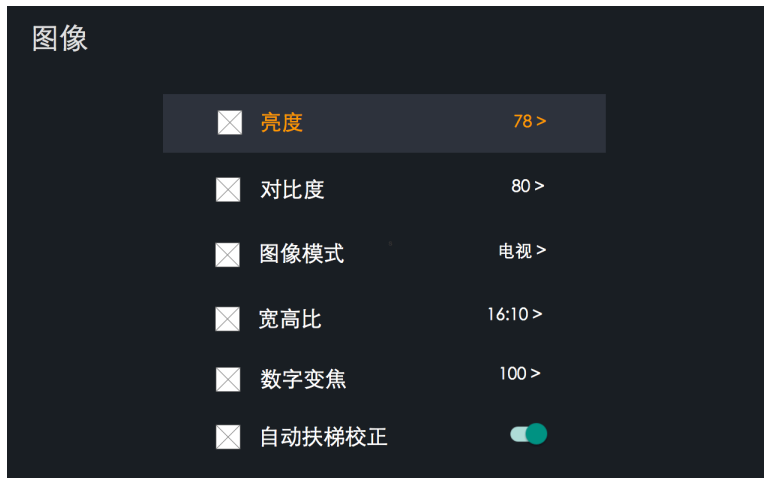 图像
亮度 78 >
对比度 80 >
图像模式 电视 >
宽高比 16:10 >
数字变焦 100 >
自动扶梯校正